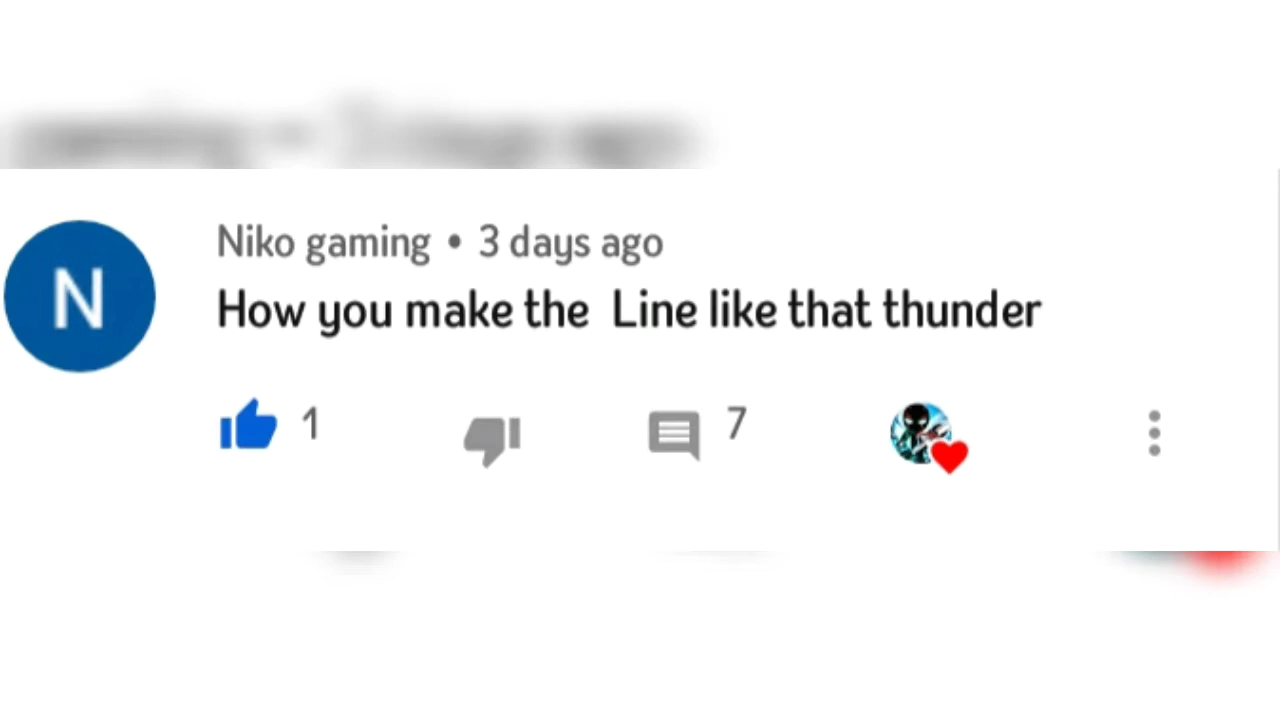 N
Niko gaming • 3 days ago
How you make the  Line like that thunder
1
7